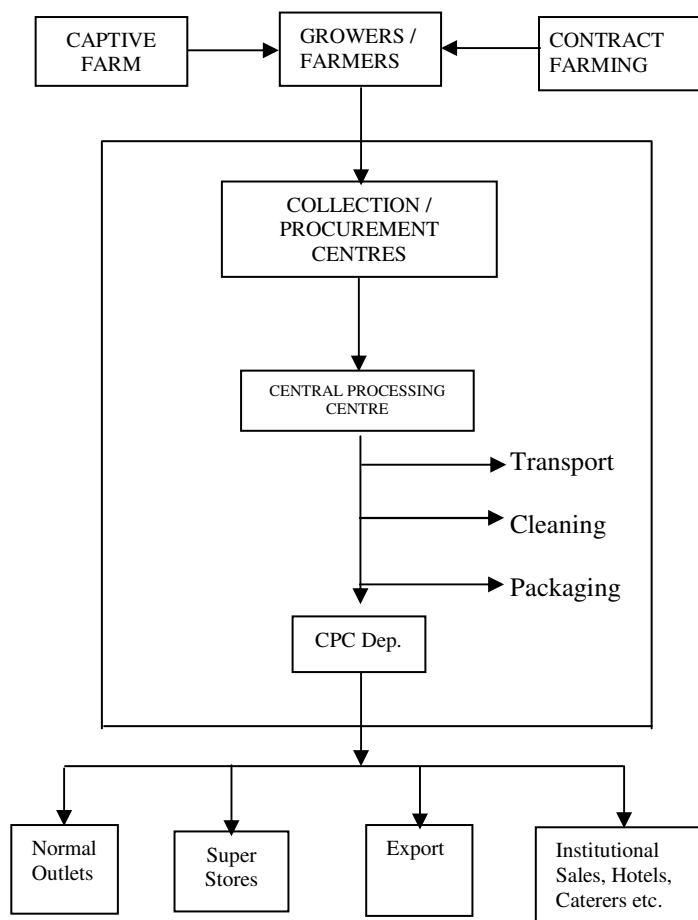 CAPTIVE
FARM
GROWERS /
FARMERS
CONTRACT
FARMING
COLLECTION /
PROCUREMENT
CENTRES
CENTRAL PROCESSING
CENTRE
Transport
Cleaning
Packaging
CPC Dep.
Normal
Outlets
Super
Stores
Export
Institutional
Sales, Hotels,
Caterers etc.